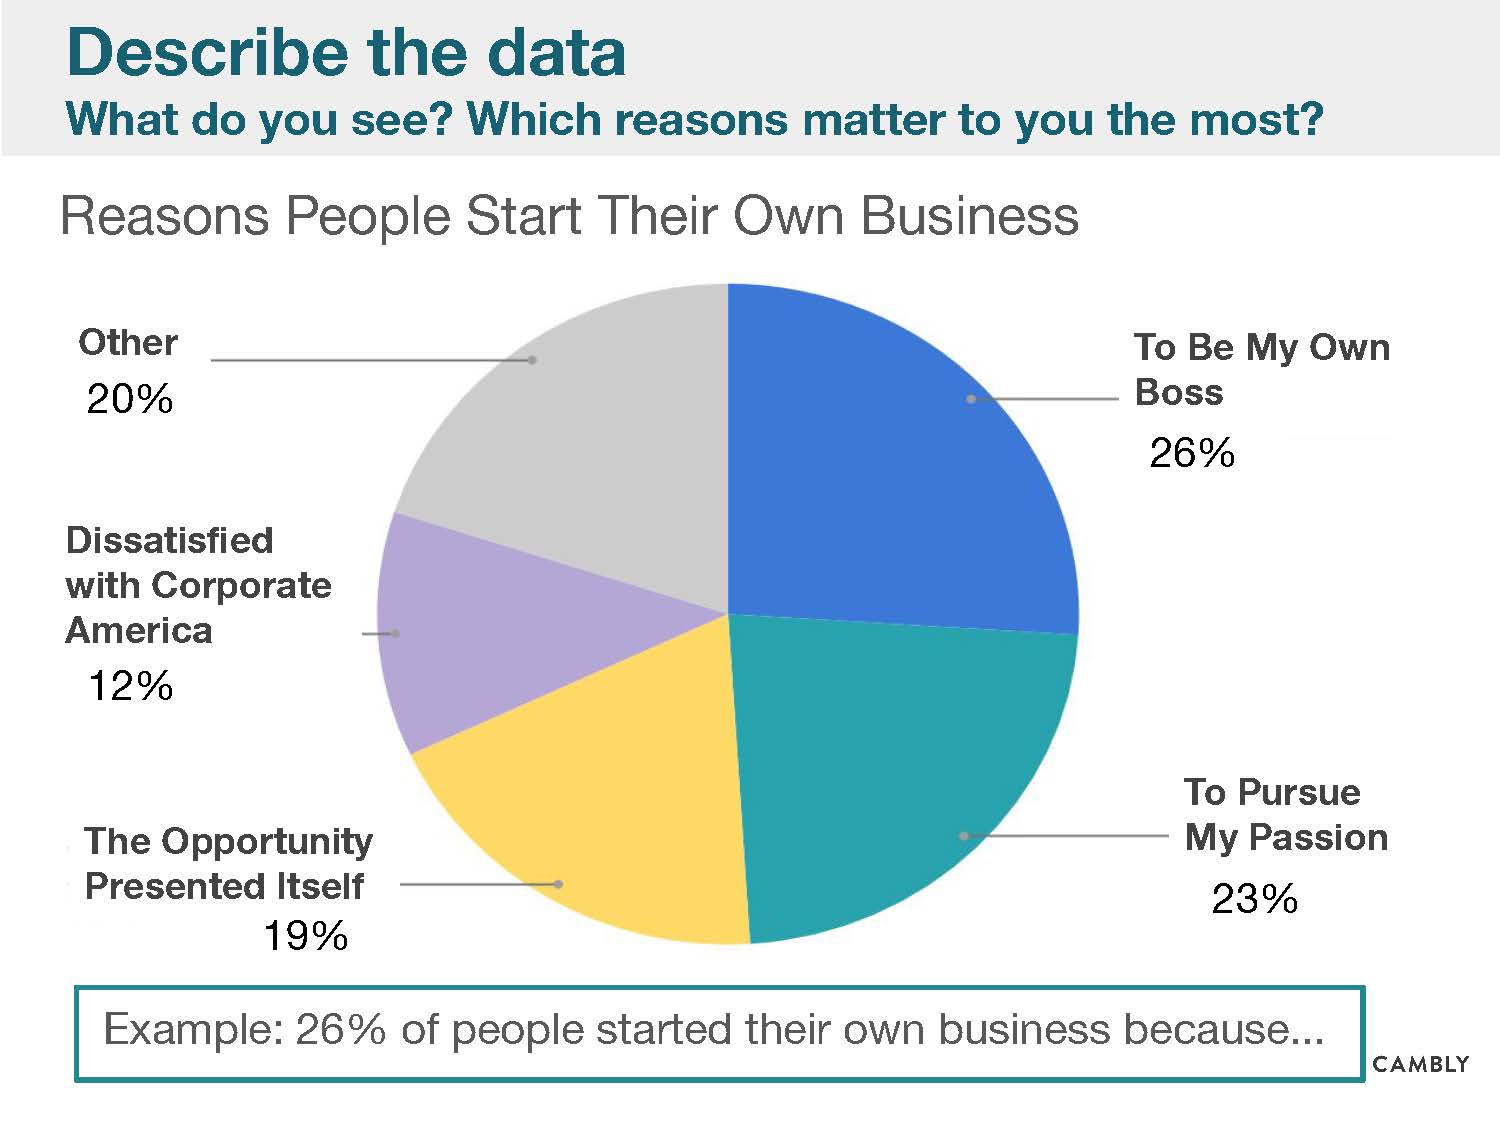 Describe the data
What do you see? Which reasons matter to you the most?
Reasons People Start Their Own Business
Other
20%
To Be My Own
Boss
26%
Dissatisfied
with Corporate
America
12%
To Pursue
My Passion
23%
The Opportunity
Presented Itself
19%
Example: 26% of people started their own business because...
CAMBLY